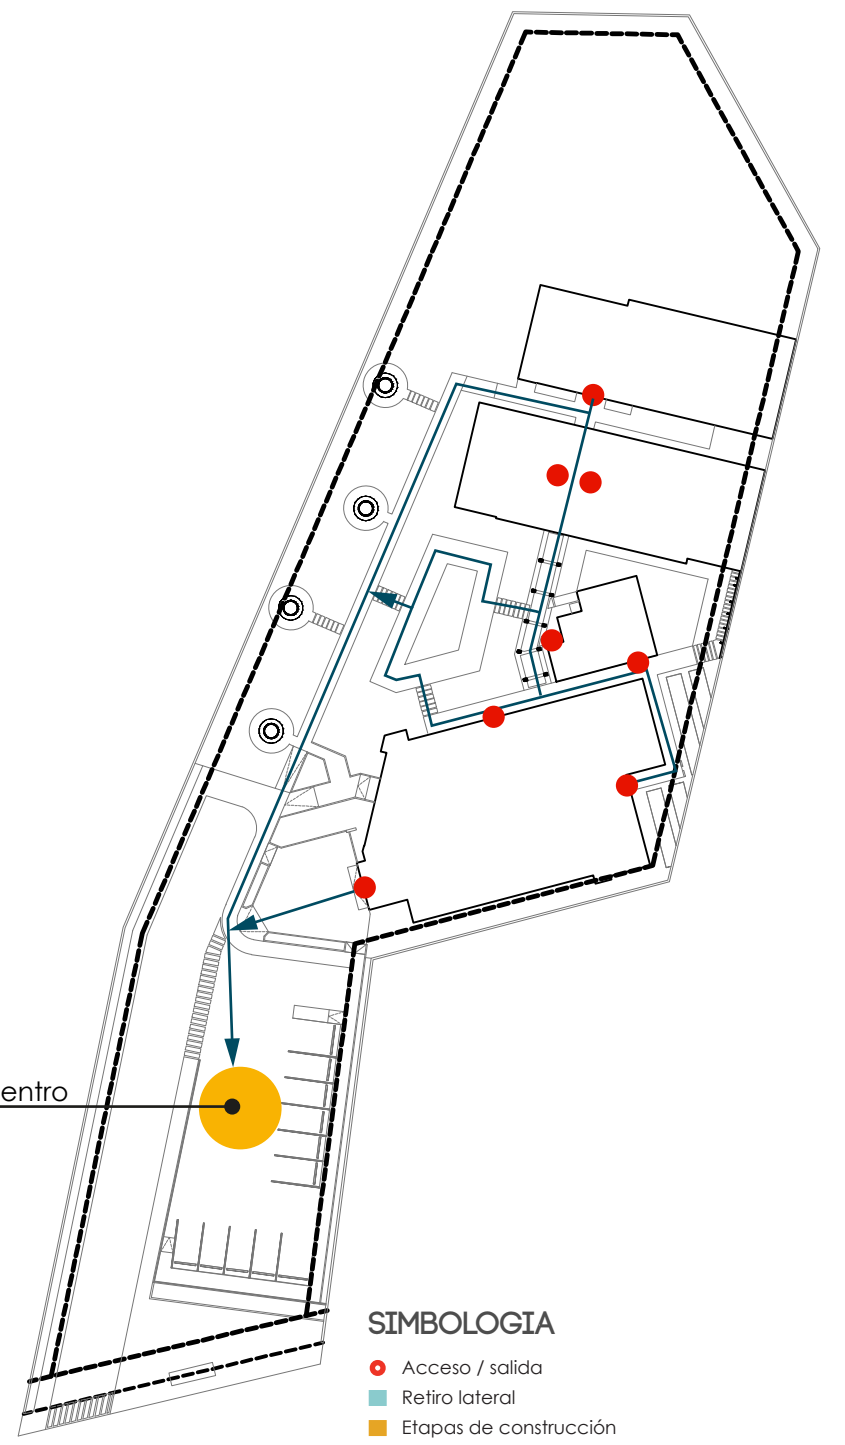 entro
SIMBOLOGIA
Acceso / salida
Retiro lateral
Etapas de construcción